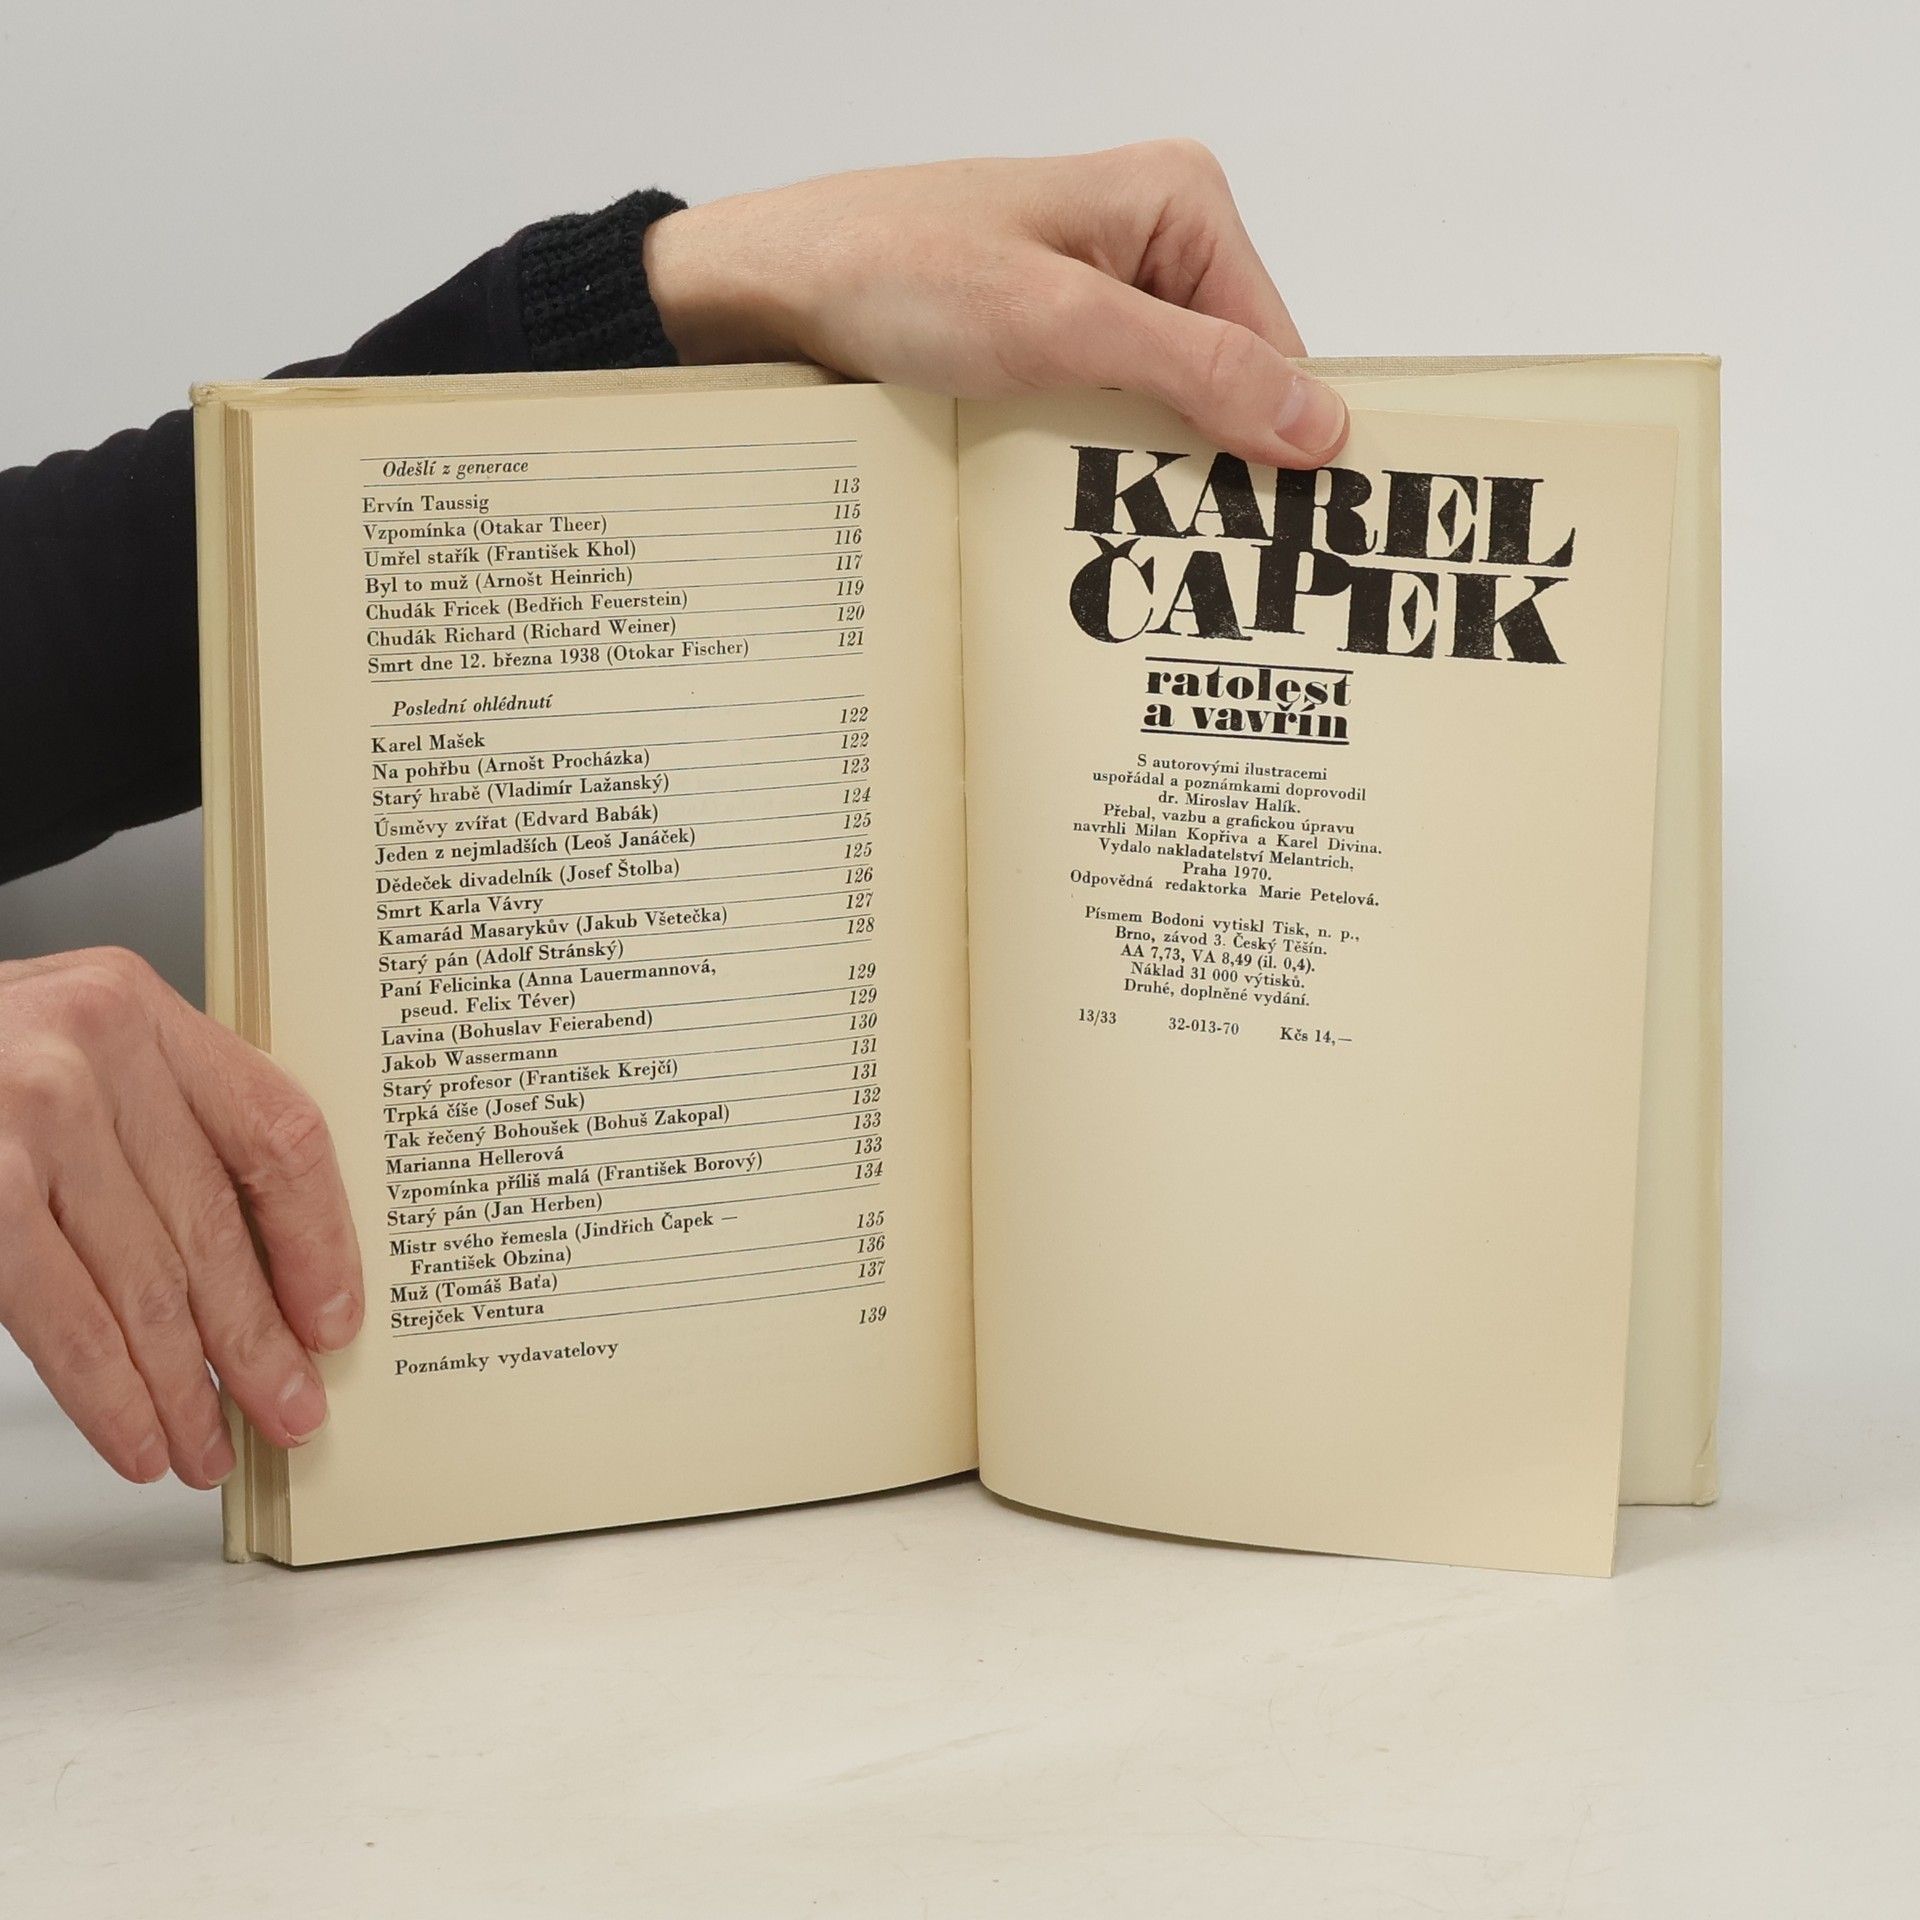 Odešlí z generace
Ervín Taussig 113
Vzpomínka (Otakar Theer) 115
Umřel stařík (František Khol) 116
Byl to muž (Arnošt Heinrich) 117
Chudák Fricek (Bedřich Feuerstein) 119
Chudák Richard (Richard Weiner) 120
Smrt dne 12. března 1938 (Otokar Fischer) 121
Poslední ohlédnutí
Karel Mašek 122
Na pohřbu (Arnošt Procházka) 122
Starý hrabě (Vladimír Lažanský) 123
Úsměvy zvířat (Edvard Babák) 124
Jeden z nejmladších (Leoš Janáček) 125
Dědeček divadelník (Josef Štolba) 125
Smrt Karla Vávry 126
Kamarád Masarykův (Jakub Všetečka) 127
Starý pán (Adolf Stránský) 128
Paní Felicinka (Anna Lauermannová,
pseud. Felix Téver) 129
Lavina (Bohuslav Feierabend) 129
Jakob Wassermann 130
Starý profesor (František Krejčí) 131
Trpká číše (Josef Suk) 131
Tak řečený Bohoušek (Bohuš Zakopal) 132
Marianna Hellerová 133
Vzpomínka příliš malá (František Borový) 133
Starý pán (Jan Herben) 134
Mistr svého řemesla (Jindřich Čapek —
František Obzina) 135
Muž (Tomáš Baťa) 136
Strejček Ventura 137
Poznámky vydavatelovy 139
KAREL
ČAPEK
ratolest
a vavřín
S autorovými ilustracemi
uspořádal a poznámkami doprovodil
dr. Miroslav Halík.
Přebal, vazbu a grafickou úpravu
navrhli Milan Kopřiva a Karel Divina.
Vydalo nakladatelství Melantrich,
Praha 1970.
Odpovědná redaktorka Marie Petelová.
Písmem Bodoni vytiskl Tisk, n. p.,
Brno, závod 3. Český Těšín.
AA 7,73, VA 8,49 (il. 0,4).
Náklad 31 000 výtisků.
Druhé, doplněné vydání.
13/33 32-013-70 Kčs 14,—